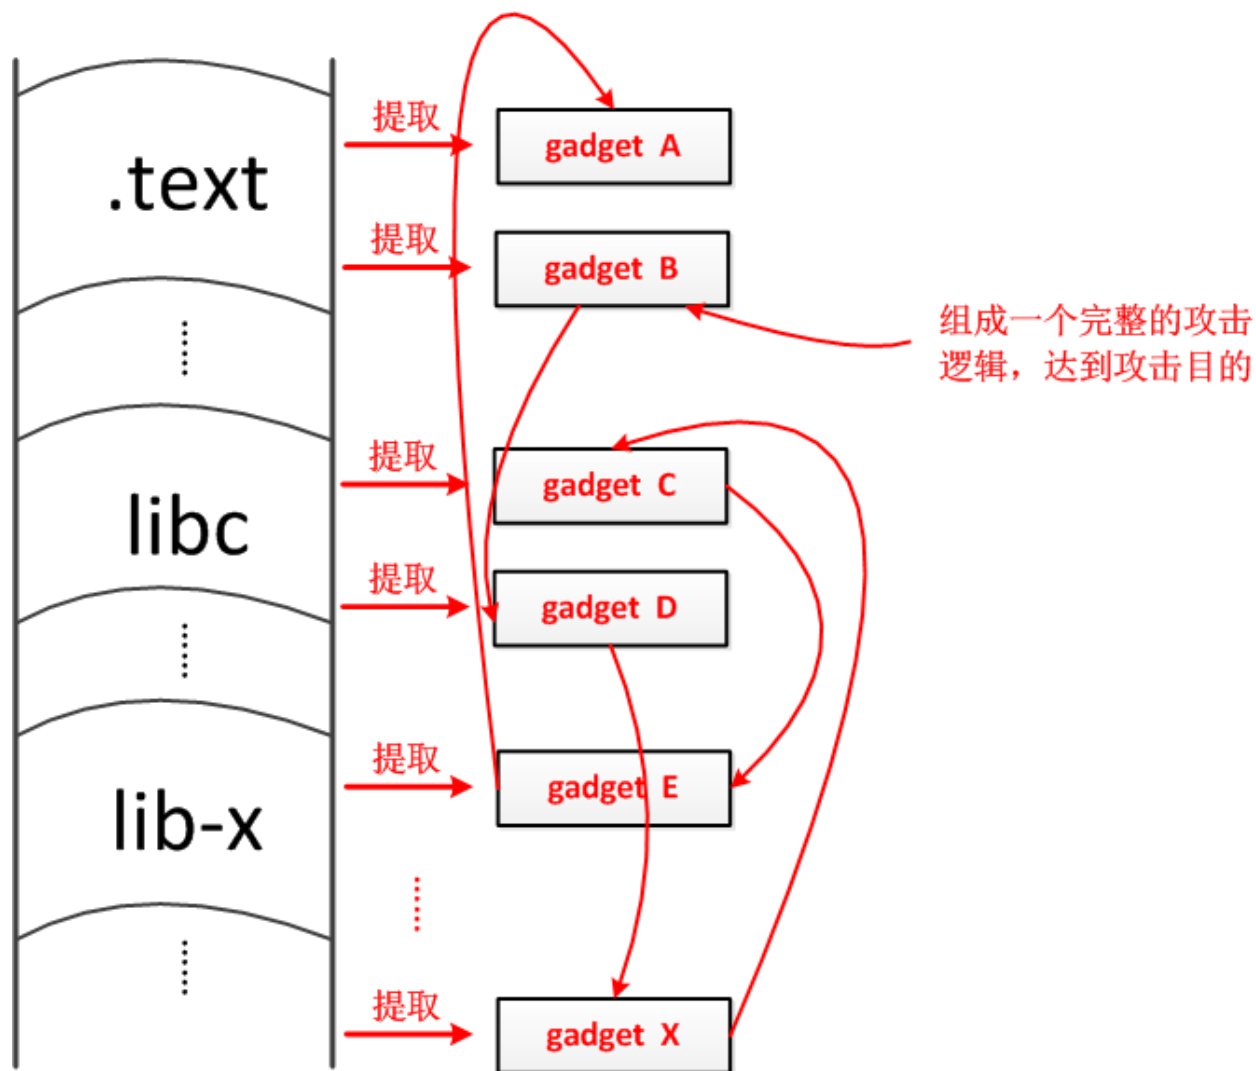 提取
gadget A
.text
提取
gadget B
组成一个完整的攻击
逻辑，达到攻击目的
提取
gadget C
libc
提取
gadget D
提取
gadget E
lib-x
提取
gadget X